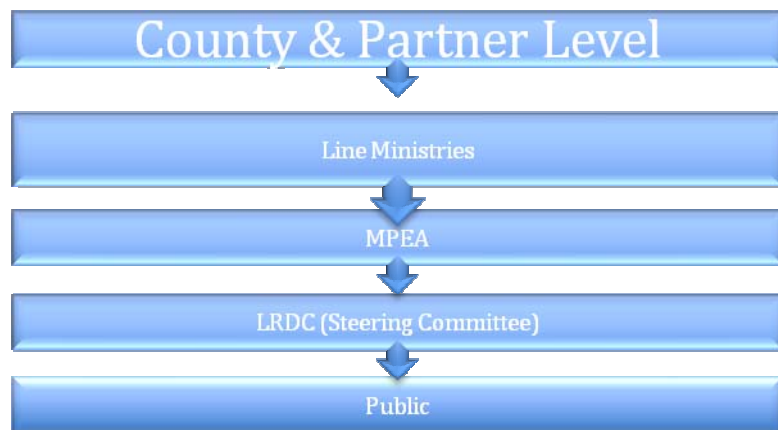 County & Partner Level
Line Ministries
MPEA
LRDC (Steering Committee)
Public